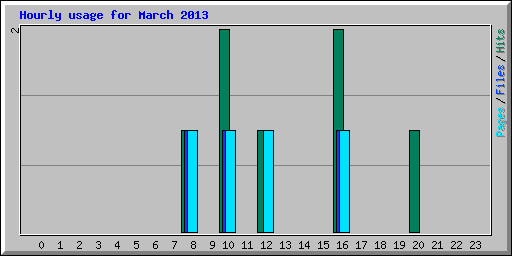 Hourly usage for March 2013
2
Pages/Files/Hits
0 1 2 3 4 5 6 7 8 9 10 11 12 13 14 15 16 17 18 19 20 21 22 23